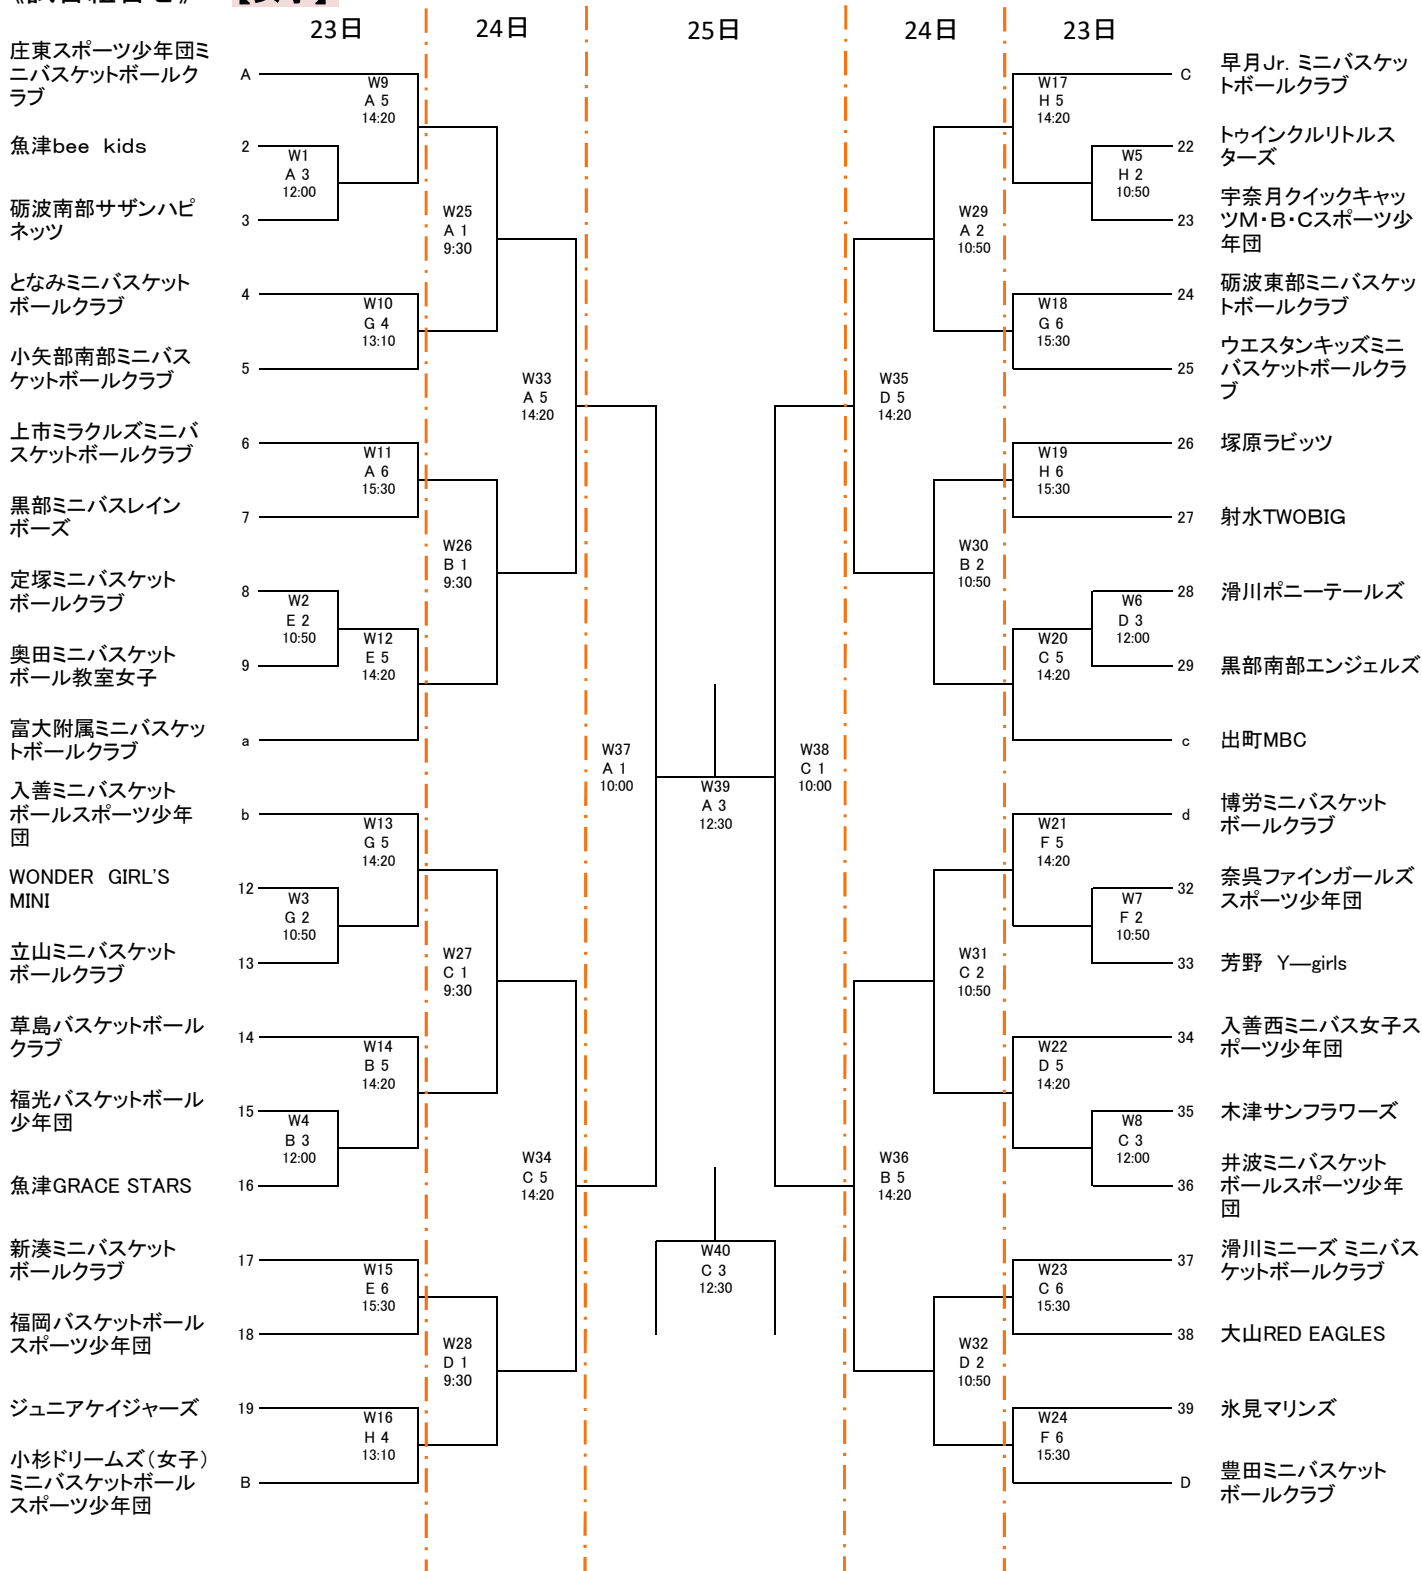 23日
24日
25日
24日
23日
庄東スポーツ少年団ミ
ニバスケットボールク
ラブ
A
魚津bee kids
2
砺波南部サザンハピ
ネッツ
3
となみミニバスケット
ボールクラブ
4
小矢部南部ミニバス
ケットボールクラブ
5
上市ミラクルズミニバ
スケットボールクラブ
6
黒部ミニバスレイン
ボーズ
7
定塚ミニバスケット
ボールクラブ
8
奥田ミニバスケット
ボール教室女子
9
富大附属ミニバスケッ
トボールクラブ
a
入善ミニバスケット
ボールスポーツ少年
団
b
WONDER GIRL'S
MINI
12
立山ミニバスケット
ボールクラブ
13
草島バスケットボール
クラブ
14
福光バスケットボール
少年団
15
魚津GRACE STARS
16
新湊ミニバスケット
ボールクラブ
17
福岡バスケットボール
スポーツ少年団
18
ジュニアケイジャーズ
19
小杉ドリームズ(女子)
ミニバスケットボール
スポーツ少年団
B
W1
A 3
12:00
W2
E 2
10:50
W3
G 2
10:50
W4
B 3
12:00
W9
A 5
14:20
W10
G 4
13:10
W11
A 6
15:30
W12
E 5
14:20
W13
G 5
14:20
W14
B 5
14:20
W15
E 6
15:30
W16
H 4
13:10
W25
A 1
9:30
W26
B 1
9:30
W27
C 1
9:30
W28
D 1
9:30
W33
A 5
14:20
W34
C 5
14:20
W37
A 1
10:00
W39
A 3
12:30
W40
C 3
12:30
W38
C 1
10:00
W35
D 5
14:20
W36
B 5
14:20
W29
A 2
10:50
W30
B 2
10:50
W31
C 2
10:50
W32
D 2
10:50
W17
H 5
14:20
W18
G 6
15:30
W19
H 6
15:30
W20
C 5
14:20
W21
F 5
14:20
W22
D 5
14:20
W23
C 6
15:30
W24
F 6
15:30
W5
H 2
10:50
W6
D 3
12:00
W7
F 2
10:50
W8
C 3
12:00
C
早月Jr. ミニバスケッ
トボールクラブ
22
トゥインクルリトルス
ターズ
23
宇奈月クイックキャッ
ツM・B・Cスポーツ少
年団
24
砺波東部ミニバスケッ
トボールクラブ
25
ウエスタンキッズミニ
バスケットボールクラ
ブ
26
塚原ラビッツ
27
射水TWOBIG
28
滑川ポニーテールズ
29
黒部南部エンジェルズ
c
出町MBC
d
博労ミニバスケット
ボールクラブ
32
奈呉ファインガールズ
スポーツ少年団
33
芳野 Y―girls
34
入善西ミニバス女子ス
ポーツ少年団
35
木津サンフラワーズ
36
井波ミニバスケット
ボールスポーツ少年
団
37
滑川ミニーズ ミニバス
ケットボールクラブ
38
大山RED EAGLES
39
氷見マリンズ
D
豊田ミニバスケット
ボールクラブ